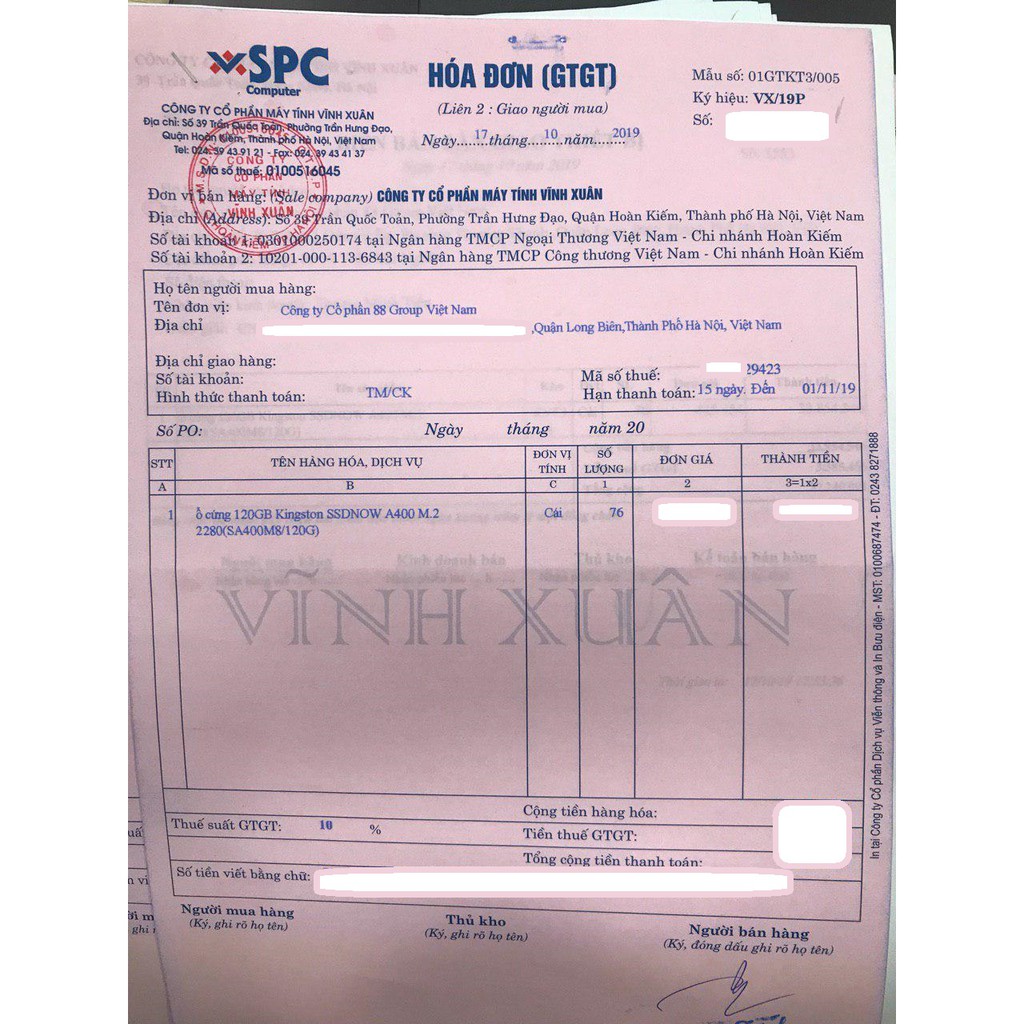 SPC
Computer
CÔNG TY CỔ PHẦN MÁY TÍNH VĨNH XUÂN
Địa chỉ: Số 39 Trần Quốc Toản, Phường Trần Hưng Đạo,
Quận Hoàn Kiếm, Thành phố Hà Nội, Việt Nam
Tel: 024. 39 43.91 21 - Fax: 024. 39 43 41 37
Mã số thuế: 0100516045
HÓA ĐƠN (GTGT)
(Liên 2 : Giao người mua)
Ngày......17tháng......10...năm........2019
Mẫu số: 01GTKT3/005
Ký hiệu: VX/19P
Số:
CÔNG TY
CỔ PHẦN
MÁY TÍNH
VĨNH XUÂN
Đơn vị bán hàng: (Sale company) CÔNG TY CỔ PHẦN MÁY TÍNH VĨNH XUÂN
Địa chỉ (Address): Số 39 Trần Quốc Toản, Phường Trần Hưng Đạo, Quận Hoàn Kiếm, Thành phố Hà Nội, Việt Nam
Số tài khoản 1: 0301000250174 tại Ngân hàng TMCP Ngoại Thương Việt Nam - Chi nhánh Hoàn Kiếm
Số tài khoản 2: 10201-000-113-6843 tại Ngân hàng TMCP Công thương Việt Nam - Chi nhánh Hoàn Kiếm
Họ tên người mua hàng:
Tên đơn vị: Công ty Cổ phần 88 Group Việt Nam
Địa chỉ ,Quận Long Biên,Thành Phố Hà Nội, Việt Nam
Địa chỉ giao hàng:
Số tài khoản: Mã số thuế: 29423
Hình thức thanh toán: TM/CK Hạn thanh toán: 15 ngày. Đến 01/11/19
Số PO: Ngày tháng năm 20
STT TÊN HÀNG HÓA, DỊCH VỤ ĐƠN VỊ TÍNH SỐ LƯỢNG ĐƠN GIÁ THÀNH TIỀN
A B C 1 2 3=1x2
1 ổ cứng 120GB Kingston SSDNOW A400 M.2 Cái 76
2280(SA400M8/120G)
VĨNH XUÂN
Cộng tiền hàng hóa:
Thuế suất GTGT: 10 % Tiền thuế GTGT:
Tổng cộng tiền thanh toán:
Số tiền viết bằng chữ:
Người mua hàng Thủ kho Người bán hàng
(Ký, ghi rõ họ tên) (Ký, ghi rõ họ tên) (Ký, đóng dấu ghi rõ họ tên)
In tại Công ty Cổ phần Dịch vụ Viễn thông và In Bưu điện - MST: 0100687474 - ĐT: 0243 8271888